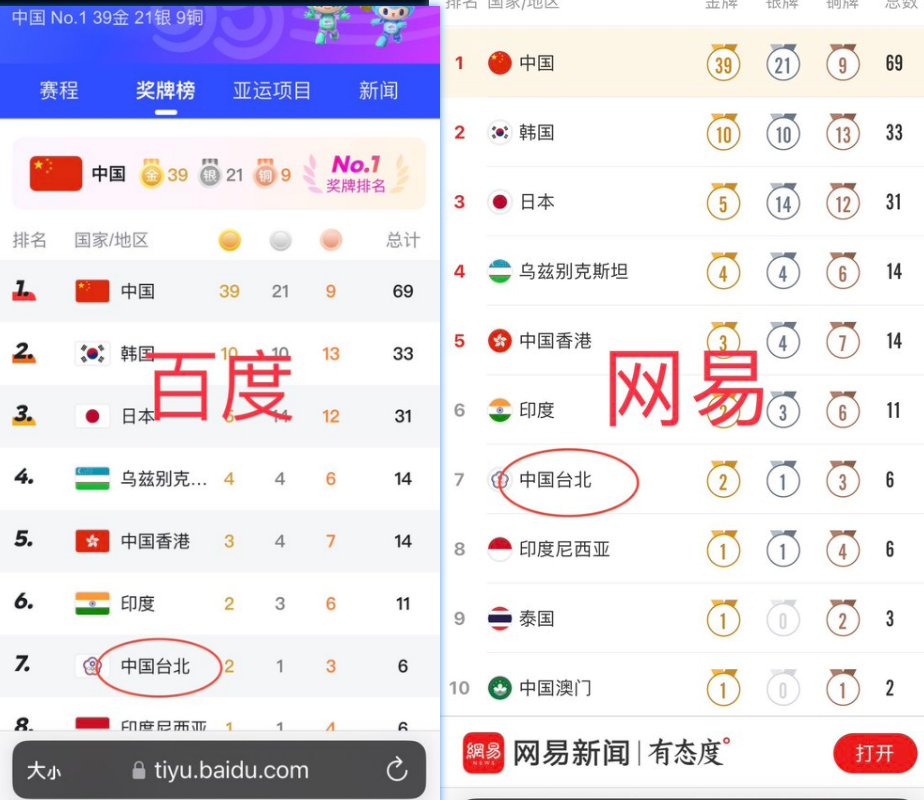 中国 No.1 39金 21银 9铜
赛程 奖牌榜 亚运项目 新闻
中国 金 39 银 21 铜 9 No.1
奖牌排名
排名 国家/地区 总计
1. 中国 39 21 9 69
2. 韩国 10 10 13 33
3. 日本 5 14 12 31
百度
4. 乌兹别克... 4 4 6 14
5. 中国香港 3 4 7 14
6. 印度 2 3 6 11
7. 中国台北 2 1 3 6
8. 印度尼西亚 1 1 4 6
大小 tiyu.baidu.com
排名 国家/地区 金牌 银牌 铜牌 总数
1 中国 39 21 9 69
2 韩国 10 10 13 33
3 日本 5 14 12 31
4 乌兹别克斯坦 4 4 6 14
5 中国香港 3 4 7 14
网易
6 印度 2 3 6 11
7 中国台北 2 1 3 6
8 印度尼西亚 1 1 4 6
9 泰国 1 0 2 3
10 中国澳门 1 0 1 2
網易 NEWS 网易新闻 | 有态度° 打开